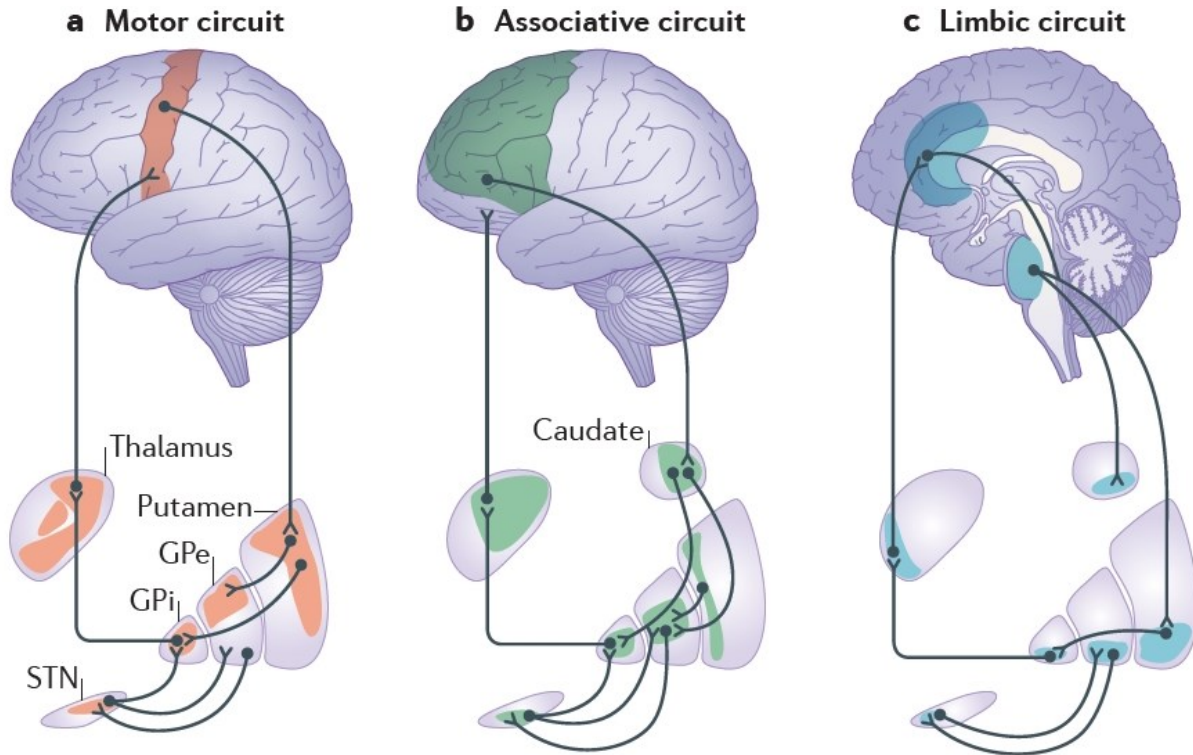 a Motor circuit
b Associative circuit
c Limbic circuit
Thalamus
Putamen
GPe
GPi
STN
Caudate